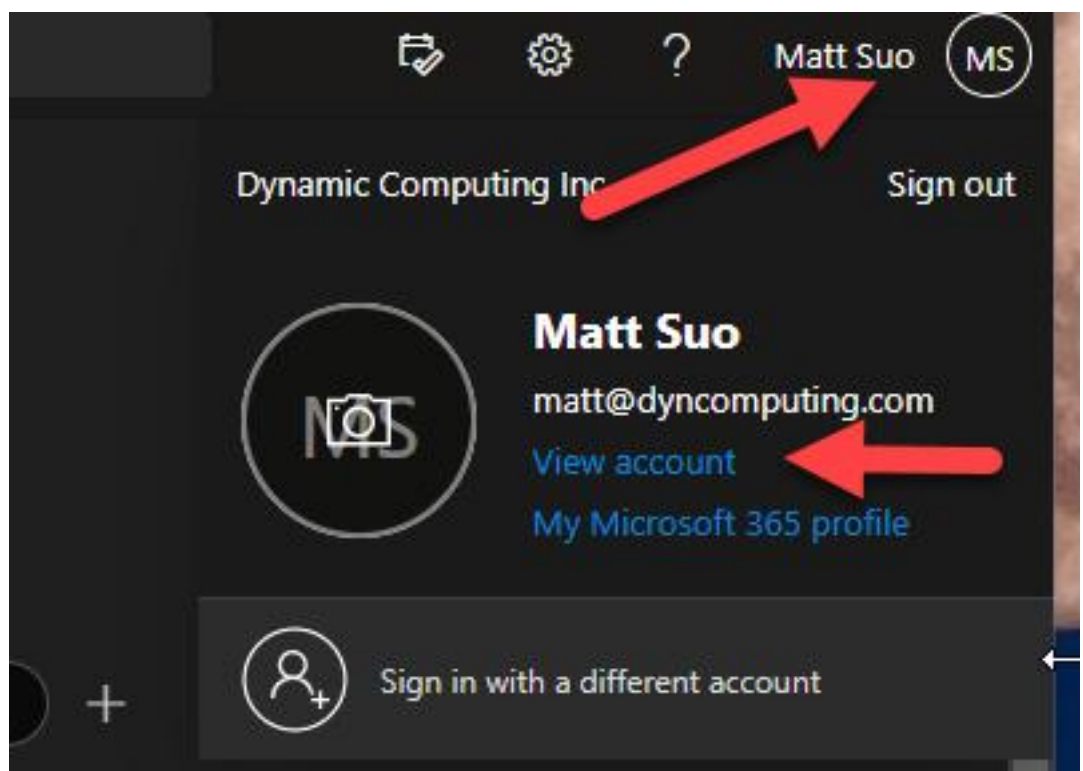 Matt Suo MS
Dynamic Computing Inc Sign out
MS
Matt Suo
matt@dyncomputing.com
View account
My Microsoft 365 profile
Sign in with a different account